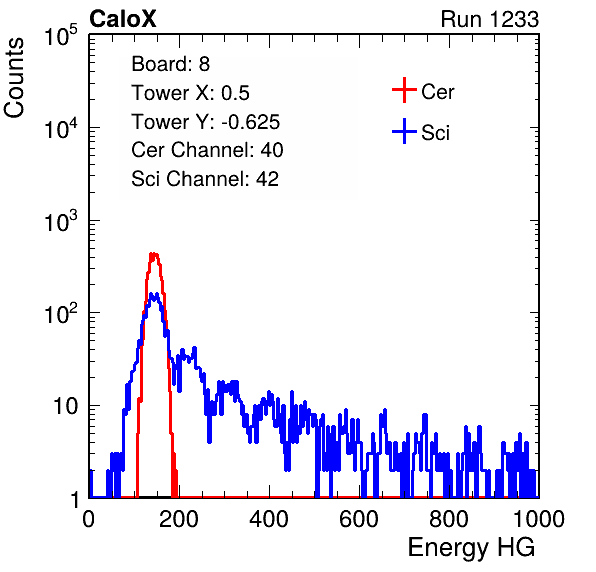 CaloX Run 1233
Counts
Board: 8
Tower X: 0.5
Tower Y: -0.625
Cer Channel: 40
Sci Channel: 42
Cer
Sci
10^5
10^4
10^3
10^2
10
1
0 200 400 600 800 1000
Energy HG